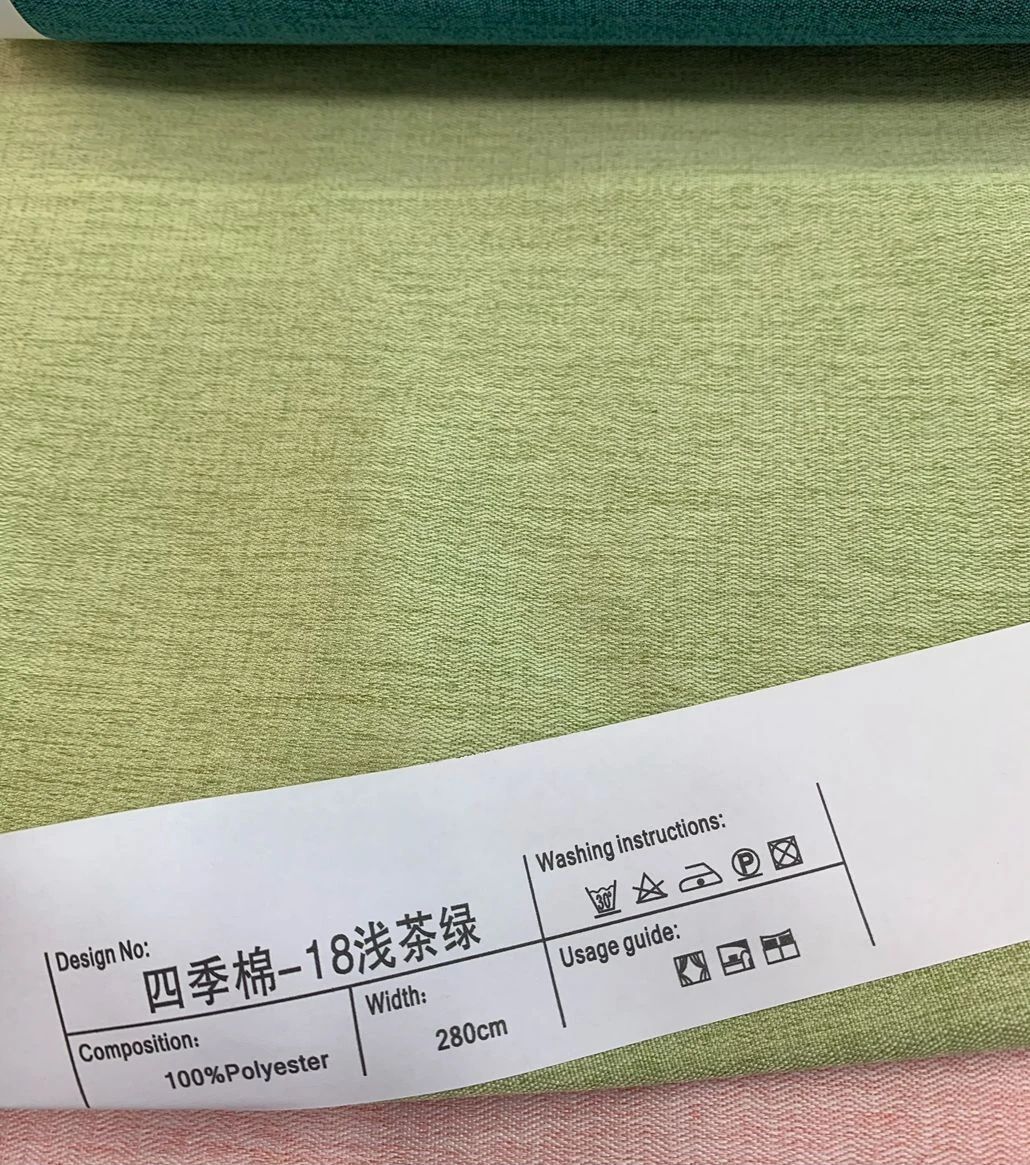 Design No:
四季棉-18浅茶绿
Composition:
100%Polyester
Width:
280cm
Washing instructions:
30°
P
Usage guide: